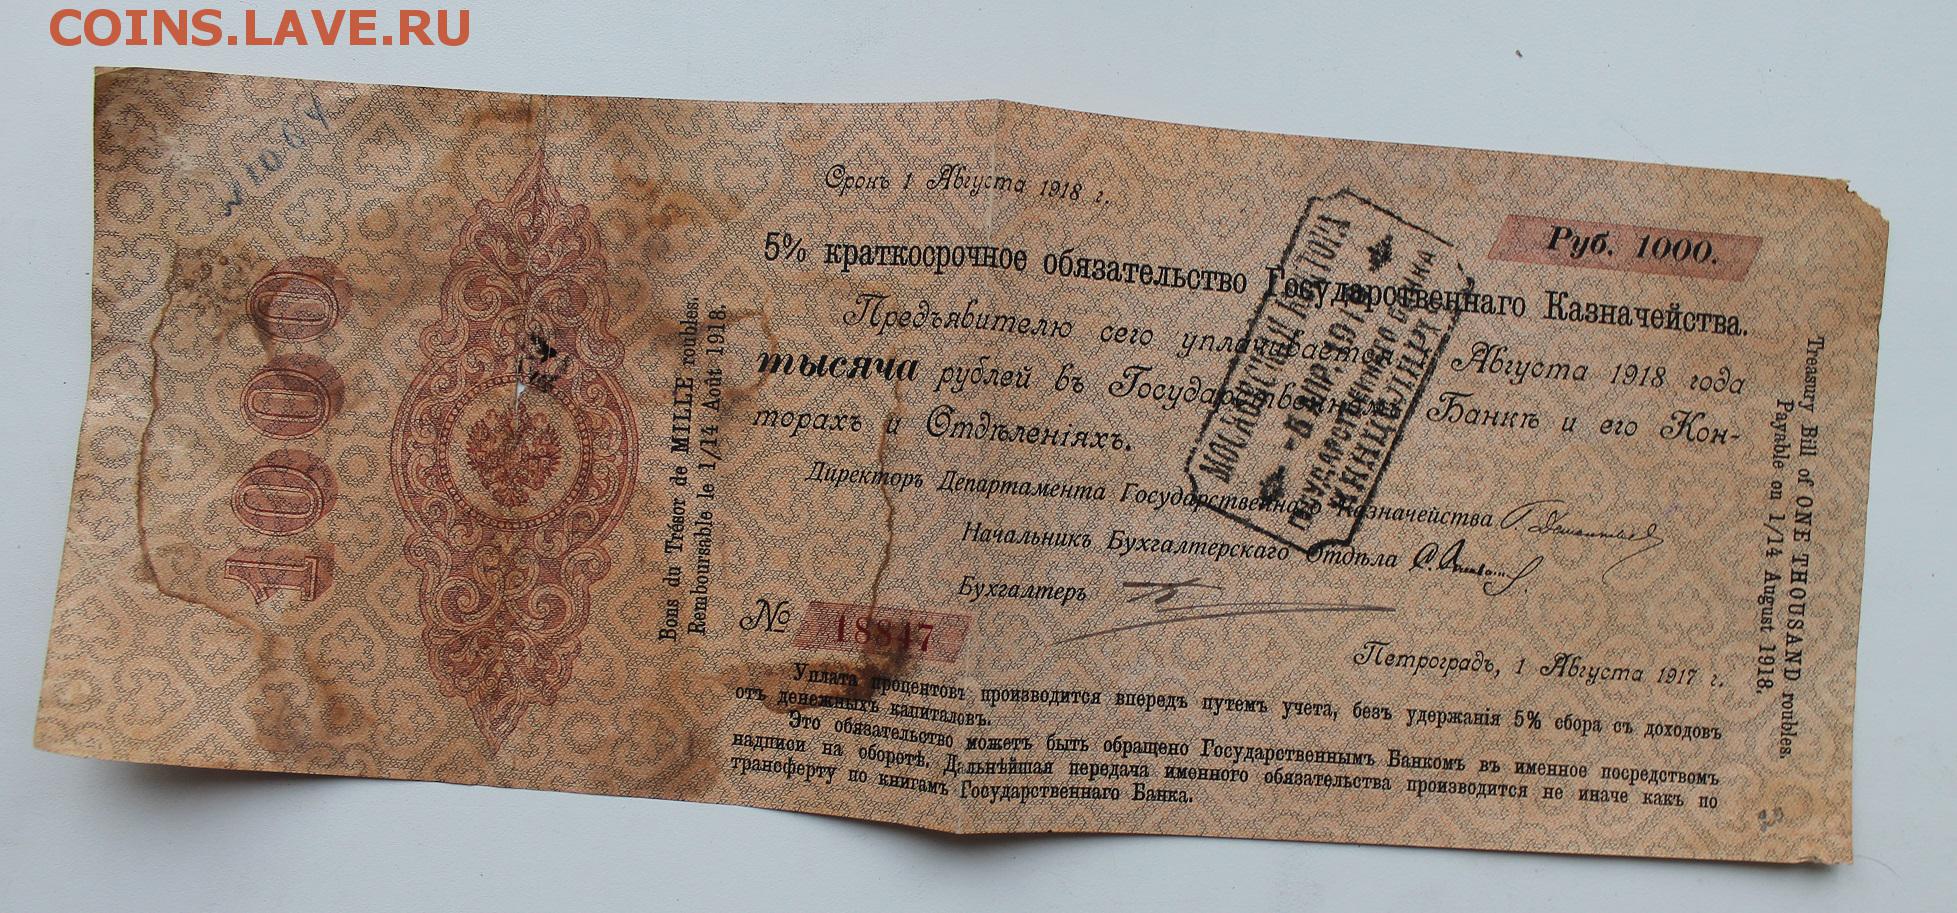 COINS.LAVE.RU
1000
Bons du Trésor de MILLE roubles.
Remboursable le 1/14 Août 1918.
Срокъ 1 Августа 1918 г.
Руб. 1000.
5% краткосрочное обязательство Государственнаго Казначейства.
Предъявителю сего уплачивается Августа 1918 года
тысяча рублей въ Государственномъ Банкѣ и его Кон-
торахъ и Отдѣленіяхъ.
Директоръ Департамента Государственнаго Казначейства
Начальникъ Бухгалтерскаго Отдѣла
Бухгалтеръ
№ 18847
Петроградъ, 1 Августа 1917 г.
Уплата процентовъ производится впередъ путемъ учета, безъ удержанія 5% сбора съ доходовъ
отъ денежныхъ капиталовъ.
Это обязательство можетъ быть обращено Государственнымъ Банкомъ въ именное посредствомъ
надписи на оборотѣ. Дальнѣйшая передача именного обязательства производится не иначе какъ по
трансферту по книгамъ Государственнаго Банка.
Treasury Bill of ONE THOUSAND roubles.
Payable on 1/14 August 1918.
МОСКОВСКАЯ КОНТОРА
ГОСУДАРСТВЕННОГО БАНКА